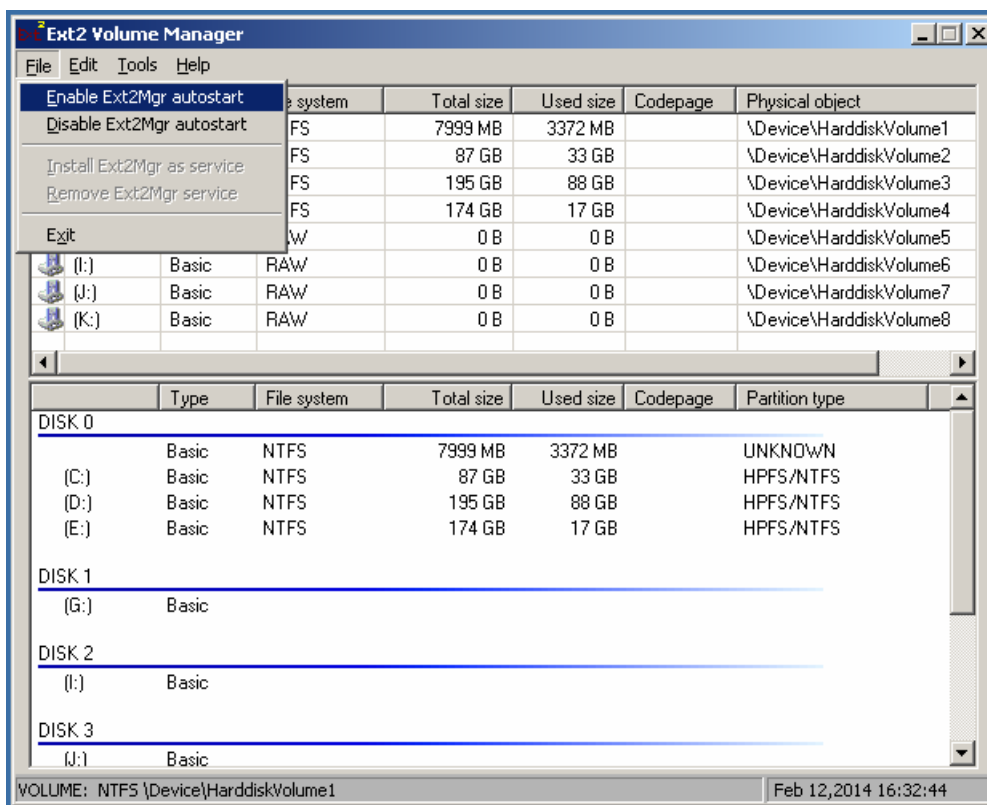 Ext2 Volume Manager
File Edit Tools Help
Enable Ext2Mgr autostart
Disable Ext2Mgr autostart
Install Ext2Mgr as service
Remove Ext2Mgr service
Exit
system Total size Used size Codepage Physical object
FS 7999 MB 3372 MB \Device\HarddiskVolume1
FS 87 GB 33 GB \Device\HarddiskVolume2
FS 195 GB 88 GB \Device\HarddiskVolume3
FS 174 GB 17 GB \Device\HarddiskVolume4
0 B 0 B \Device\HarddiskVolume5
(I:) Basic RAW 0 B 0 B \Device\HarddiskVolume6
(J:) Basic RAW 0 B 0 B \Device\HarddiskVolume7
(K:) Basic RAW 0 B 0 B \Device\HarddiskVolume8
Type File system Total size Used size Codepage Partition type
DISK 0
Basic NTFS 7999 MB 3372 MB UNKNOWN
(C:) Basic NTFS 87 GB 33 GB HPFS/NTFS
(D:) Basic NTFS 195 GB 88 GB HPFS/NTFS
(E:) Basic NTFS 174 GB 17 GB HPFS/NTFS
DISK 1
(G:) Basic
DISK 2
(I:) Basic
DISK 3
(J:) Basic
VOLUME: NTFS \Device\HarddiskVolume1 Feb 12,2014 16:32:44